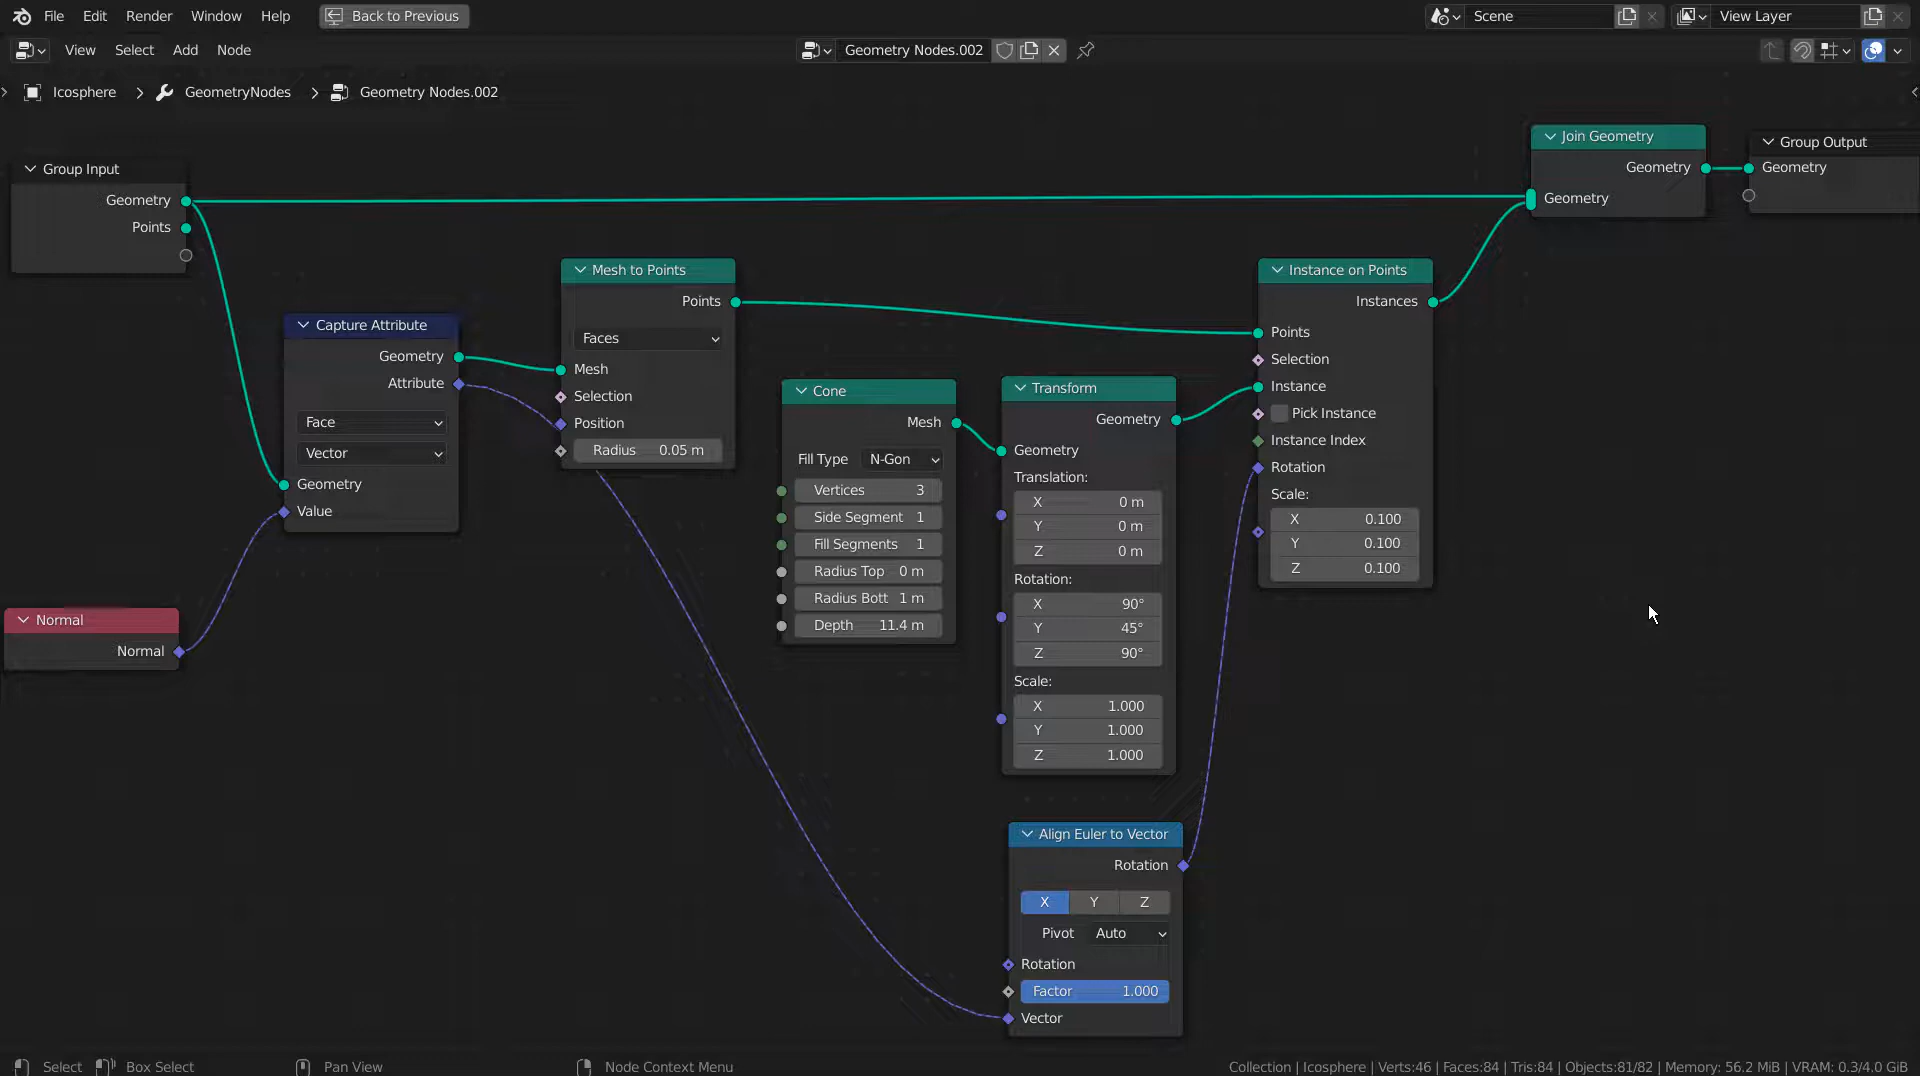 File Edit Render Window Help Back to Previous Scene View Layer
View Select Add Node Geometry Nodes.002
Icosphere GeometryNodes Geometry Nodes.002
Group Input
Geometry
Points
Capture Attribute
Geometry
Attribute
Face
Vector
Geometry
Value
Normal
Normal
Mesh to Points
Points
Faces
Mesh
Selection
Position
Radius 0.05 m
Cone
Mesh
Fill Type N-Gon
Vertices 3
Side Segment 1
Fill Segments 1
Radius Top 0 m
Radius Bott 1 m
Depth 11.4 m
Transform
Geometry
Geometry
Translation:
X 0 m
Y 0 m
Z 0 m
Rotation:
X 90°
Y 45°
Z 90°
Scale:
X 1.000
Y 1.000
Z 1.000
Align Euler to Vector
Rotation
X Y Z
Pivot Auto
Rotation
Factor 1.000
Vector
Instance on Points
Instances
Points
Selection
Instance
Pick Instance
Instance Index
Rotation
Scale:
X 0.100
Y 0.100
Z 0.100
Join Geometry
Geometry
Geometry
Group Output
Geometry
Select Box Select Pan View Node Context Menu Collection | Icosphere | Verts:46 | Faces:84 | Tris:84 | Objects:81/82 | Memory: 56.2 MiB | VRAM: 0.3/4.0 GiB